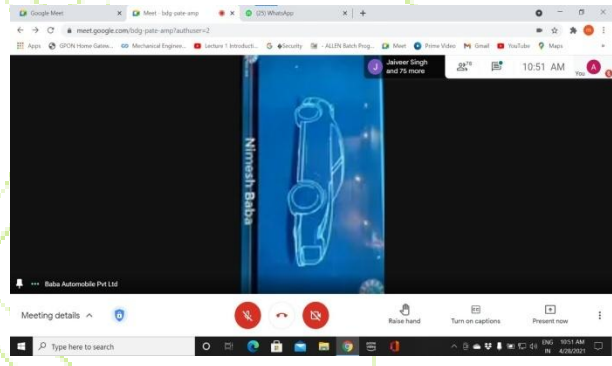 Google Meet
Meet - bdg-pate-amp
(25) WhatsApp
meet.google.com/bdg-pate-amp?authuser=2
Apps
GPON Home Gatew...
Mechanical Enginee...
Lecture 1 Introducti...
#Security
- ALLEN Batch Prog...
Meet
Prime Video
Gmail
YouTube
Maps
J
Jaiveer Singh
and 75 more
78
10:51 AM
You
A
Nimesh Baba
Baba Automobile Pvt Ltd
Meeting details
Raise hand
Turn on captions
Present now
Type here to search
ENG
IN
10:51 AM
4/28/2021